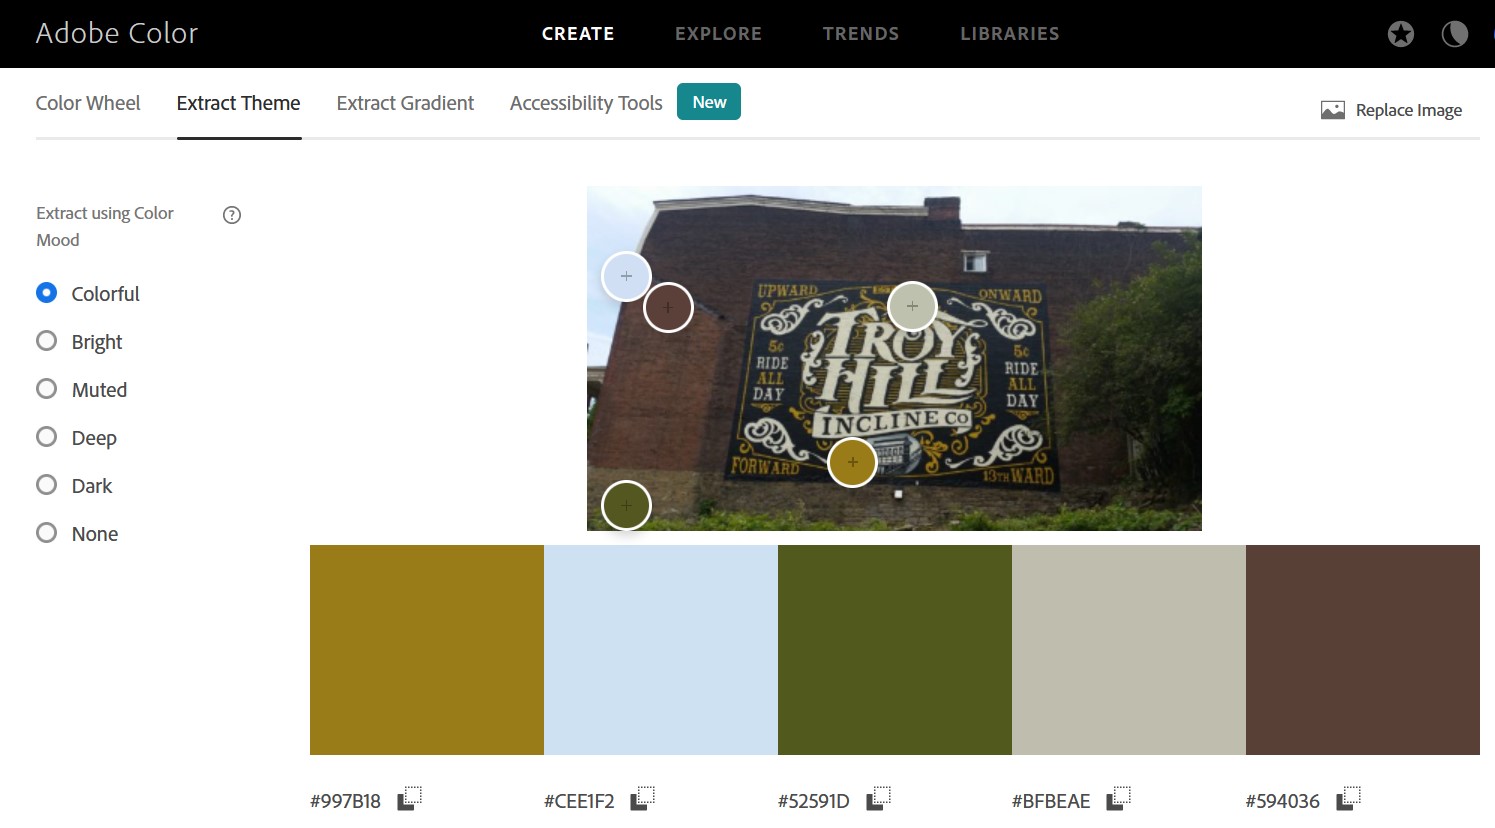 Adobe Color
CREATE EXPLORE TRENDS LIBRARIES
Color Wheel Extract Theme Extract Gradient Accessibility Tools New
Replace Image
Extract using Color
Mood
?
Colorful
Bright
Muted
Deep
Dark
None
UPWARD ONWARD
TROY
HILL
INCLINE CO
5¢
RIDE
ALL
DAY
5¢
RIDE
ALL
DAY
FORWARD 13TH WARD
#997B18 #CEE1F2 #52591D #BFBEAE #594036